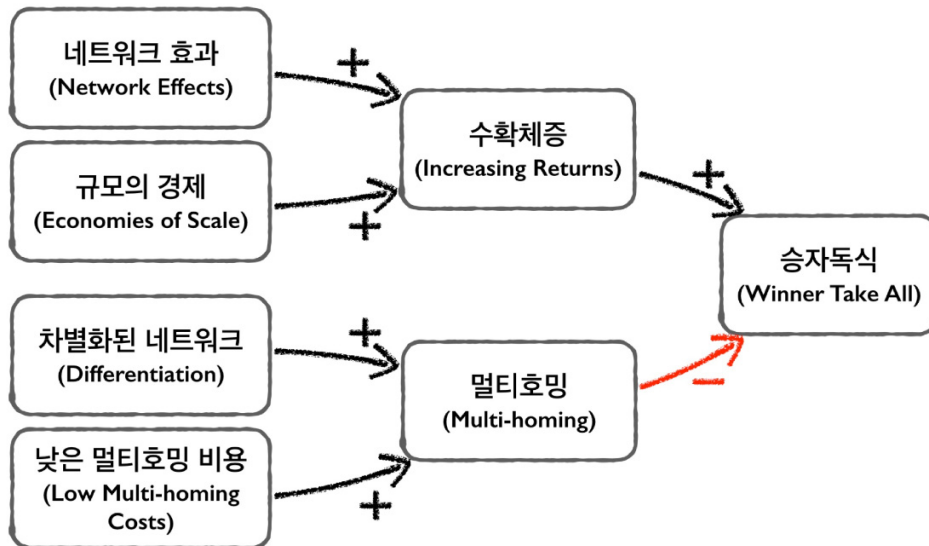 네트워크 효과
(Network Effects)
+
수확체증
(Increasing Returns)
규모의 경제
(Economies of Scale)
+
+
승자독식
(Winner Take All)
차별화된 네트워크
(Differentiation)
+
멀티호밍
(Multi-homing)
−
낮은 멀티호밍 비용
(Low Multi-homing
Costs)
+